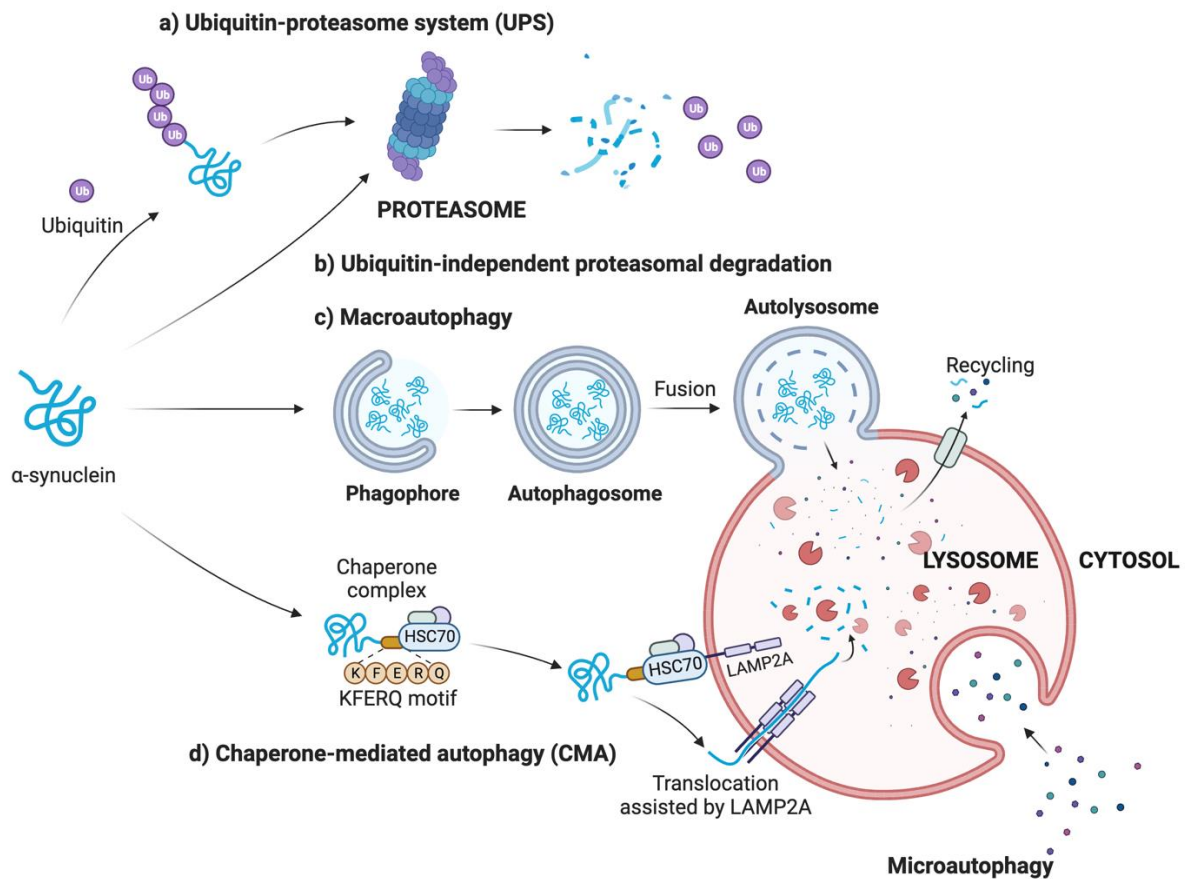 a) Ubiquitin-proteasome system (UPS)
Ub
Ub
Ub
Ub
Ub
Ub
Ub
Ub
Ub
Ubiquitin
PROTEASOME
b) Ubiquitin-independent proteasomal degradation
c) Macroautophagy
Autolysosome
Recycling
Fusion
α-synuclein
Phagophore
Autophagosome
LYSOSOME
CYTOSOL
Chaperone
complex
HSC70
K F E R Q
KFERQ motif
HSC70
LAMP2A
d) Chaperone-mediated autophagy (CMA)
Translocation
assisted by LAMP2A
Microautophagy